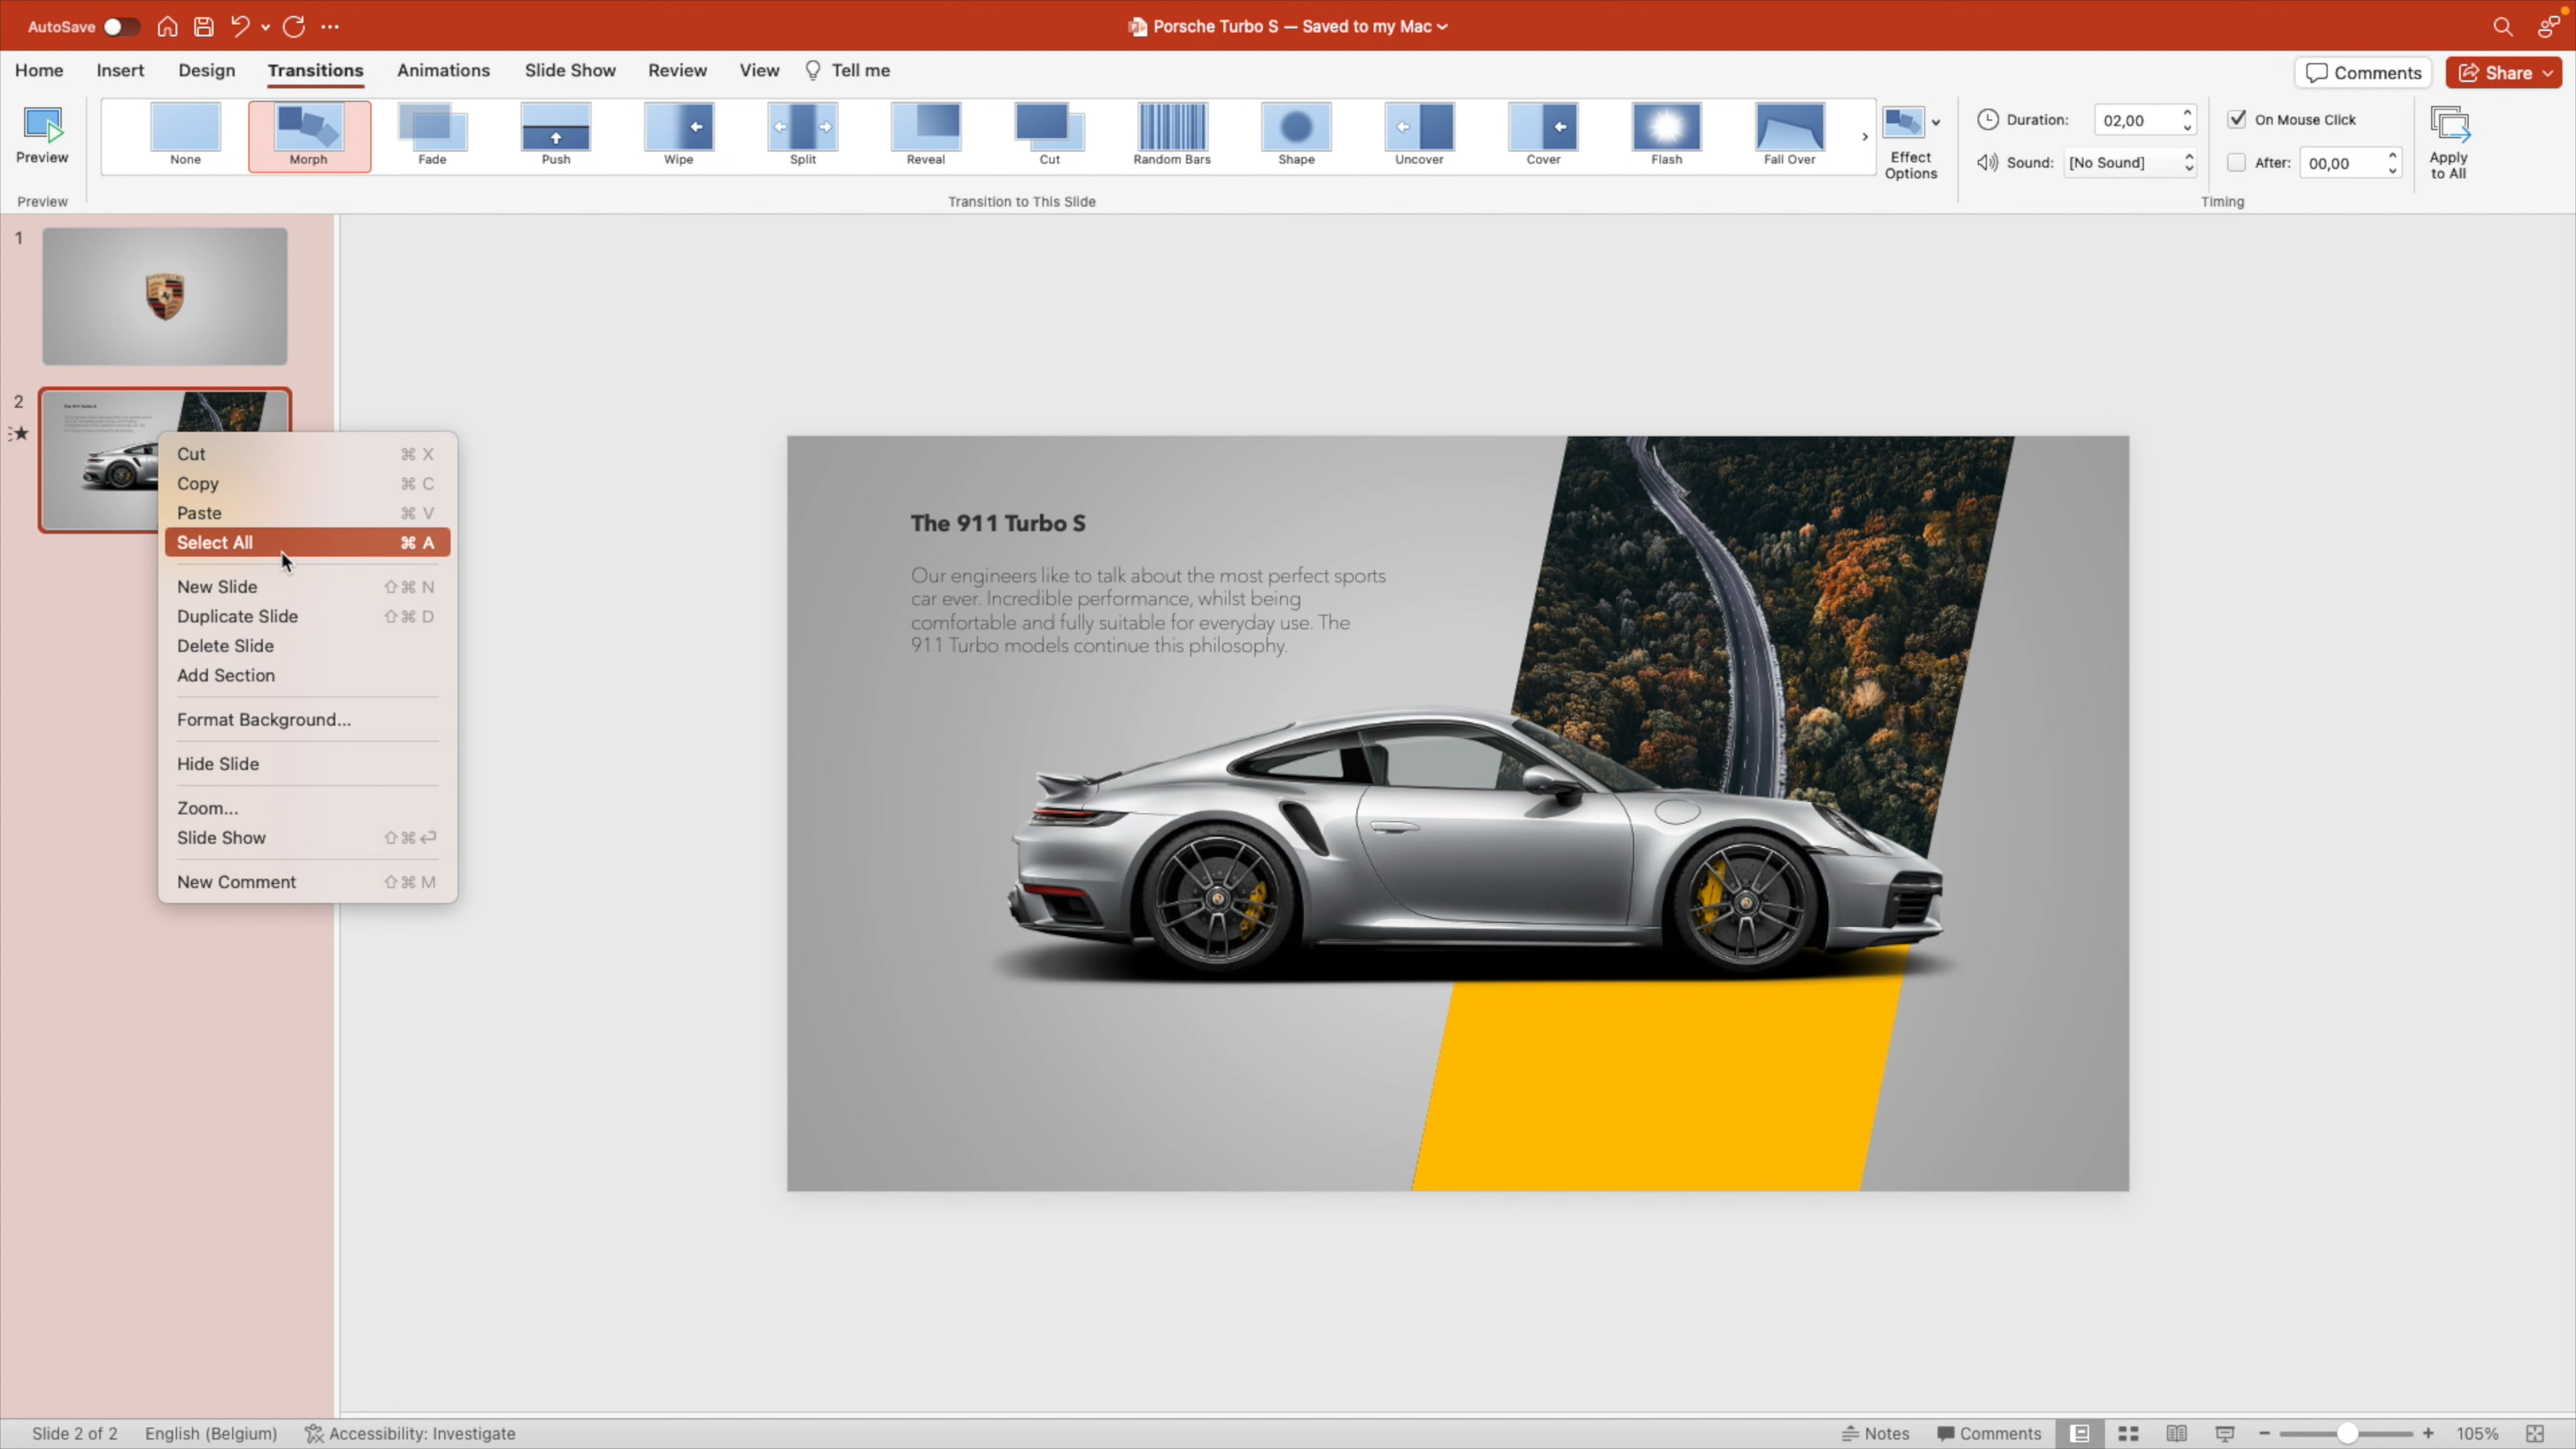 AutoSave
Porsche Turbo S — Saved to my Mac
Home Insert Design Transitions Animations Slide Show Review View Tell me
Comments Share
Preview
None Morph Fade Push Wipe Split Reveal Cut Random Bars Shape Uncover Cover Flash Fall Over
Effect
Options
Duration: 02,00
Sound: [No Sound]
On Mouse Click
After: 00,00
Apply
to All
Preview
Transition to This Slide
Timing
1
2
Cut ⌘ X
Copy ⌘ C
Paste ⌘ V
Select All ⌘ A
New Slide ⇧⌘ N
Duplicate Slide ⇧⌘ D
Delete Slide
Add Section
Format Background...
Hide Slide
Zoom...
Slide Show ⇧⌘↩
New Comment ⇧⌘ M
The 911 Turbo S
Our engineers like to talk about the most perfect sports
car ever. Incredible performance, whilst being
comfortable and fully suitable for everyday use. The
911 Turbo models continue this philosophy.
Slide 2 of 2 English (Belgium) Accessibility: Investigate
Notes Comments 105%